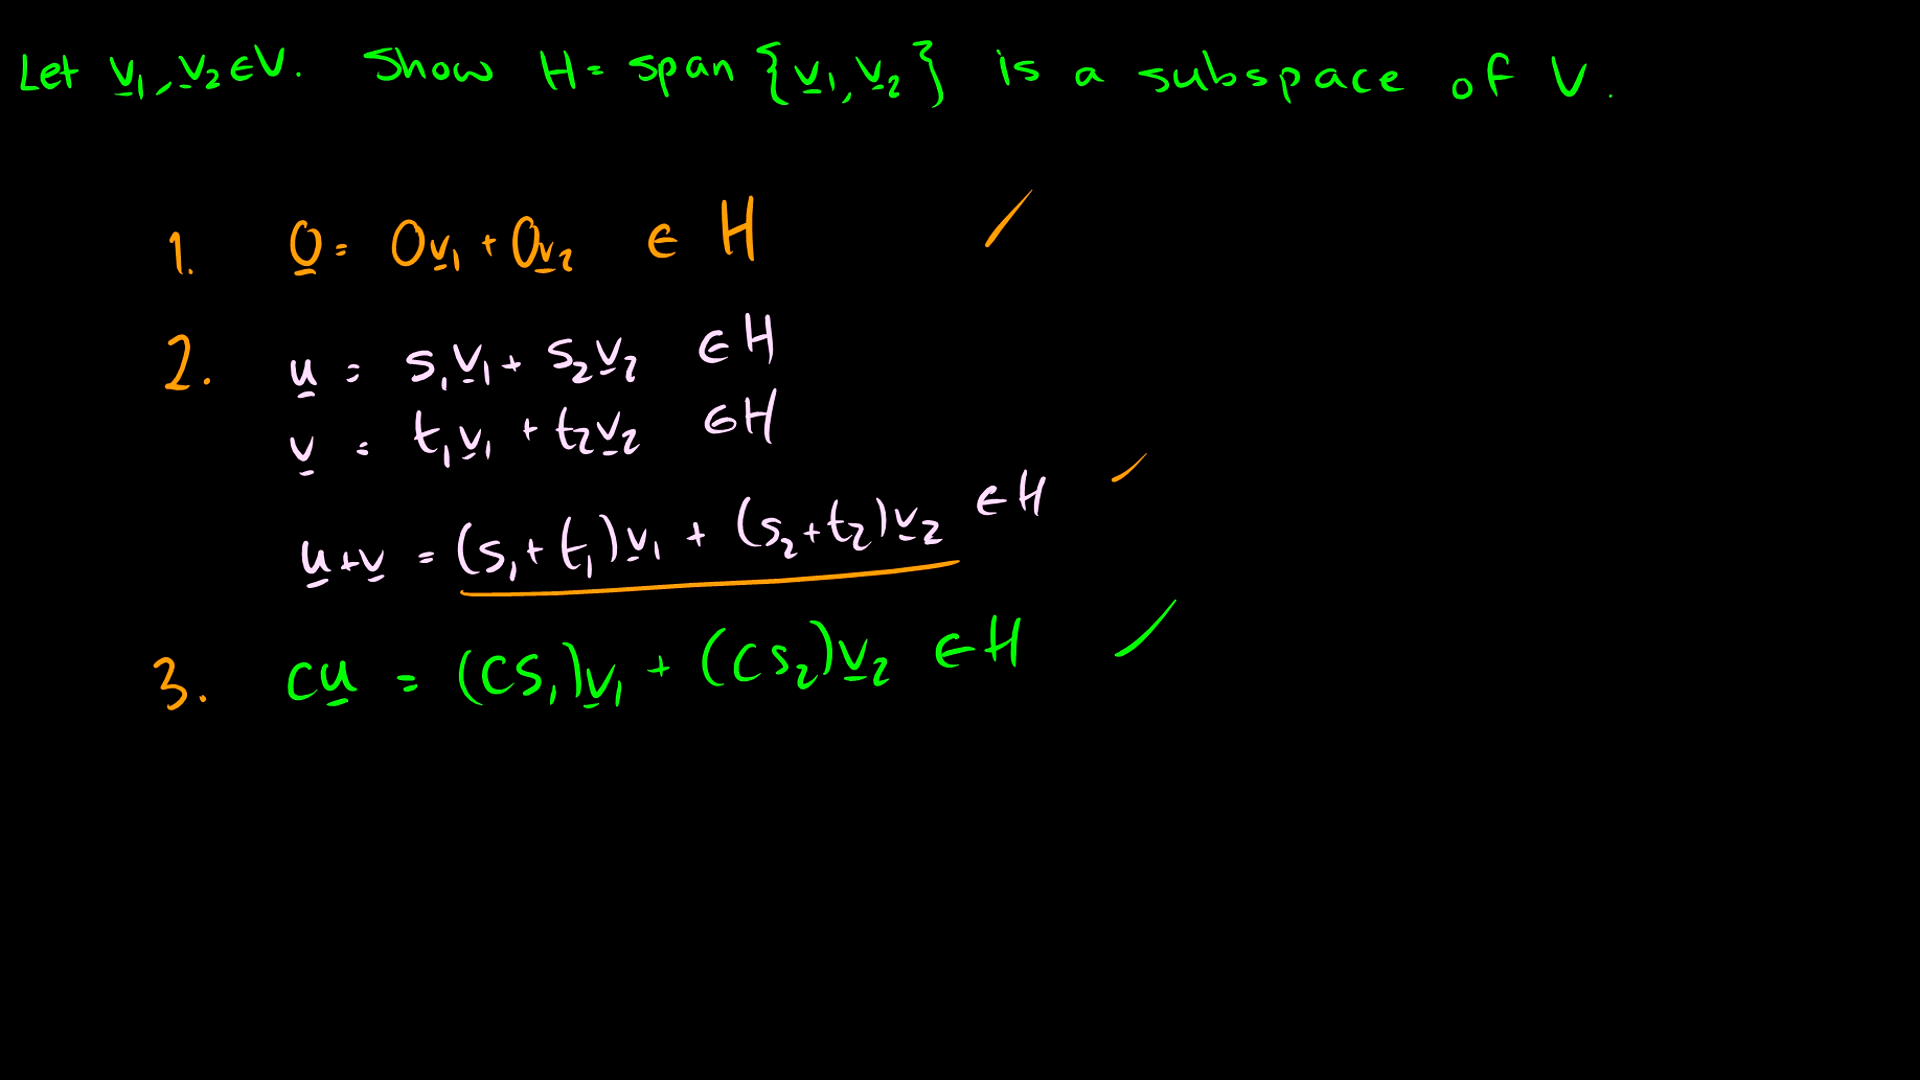 Let v₁, v₂ ∈ V. Show H = span {v₁, v₂} is a subspace of V.
1. 0 = 0v₁ + 0v₂ ∈ H
2. u = s₁v₁ + s₂v₂ ∈ H
v = t₁v₁ + t₂v₂ ∈ H
u + v = (s₁ + t₁)v₁ + (s₂ + t₂)v₂ ∈ H
3. cu = (cs₁)v₁ + (cs₂)v₂ ∈ H